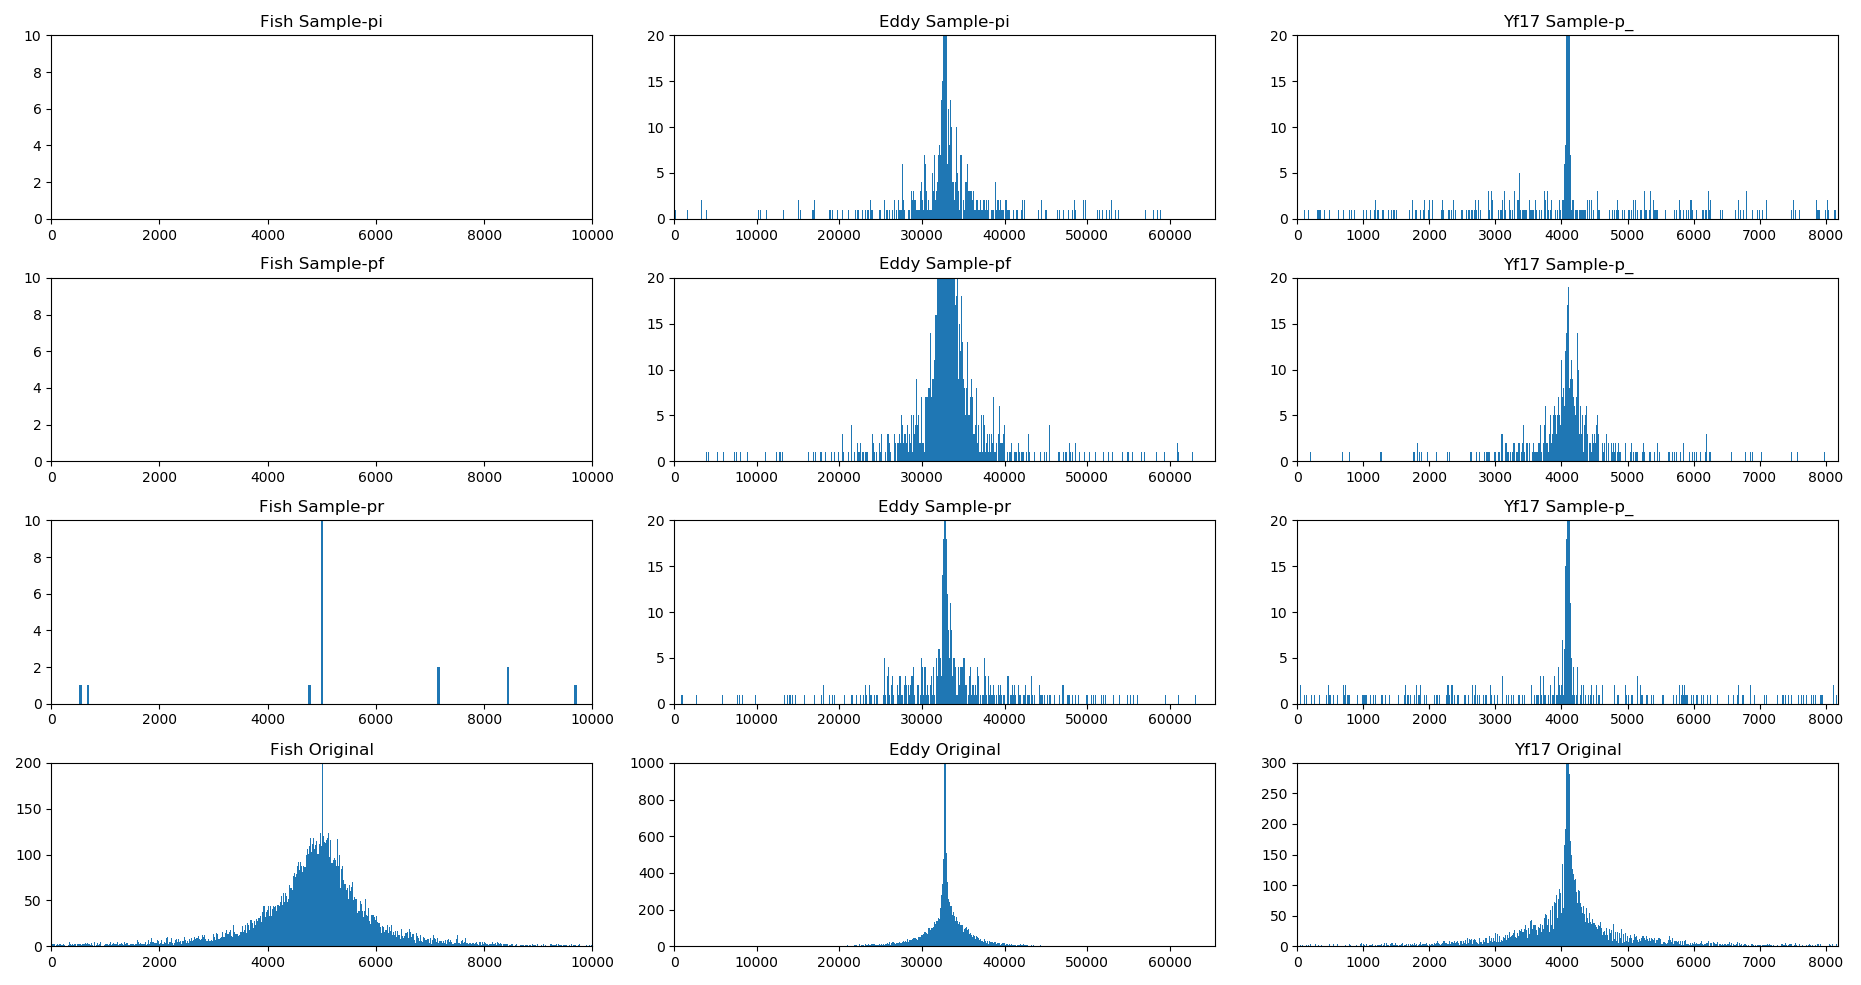 Fish Sample-pi Eddy Sample-pi Yf17 Sample-p_
10 20 20
8 15 15
6 10 10
4 5 5
2 0 0
0
0 2000 4000 6000 8000 10000 0 10000 20000 30000 40000 50000 60000 0 1000 2000 3000 4000 5000 6000 7000 8000
Fish Sample-pf Eddy Sample-pf Yf17 Sample-p_
10 20 20
8 15 15
6 10 10
4 5 5
2 0 0
0
0 2000 4000 6000 8000 10000 0 10000 20000 30000 40000 50000 60000 0 1000 2000 3000 4000 5000 6000 7000 8000
Fish Sample-pr Eddy Sample-pr Yf17 Sample-p_
10 20 20
8 15 15
6 10 10
4 5 5
2 0 0
0
0 2000 4000 6000 8000 10000 0 10000 20000 30000 40000 50000 60000 0 1000 2000 3000 4000 5000 6000 7000 8000
Fish Original Eddy Original Yf17 Original
200 1000 300
150 800 250
100 600 200
50 400 150
0 200 100
0 50
0
0 2000 4000 6000 8000 10000 0 10000 20000 30000 40000 50000 60000 0 1000 2000 3000 4000 5000 6000 7000 8000